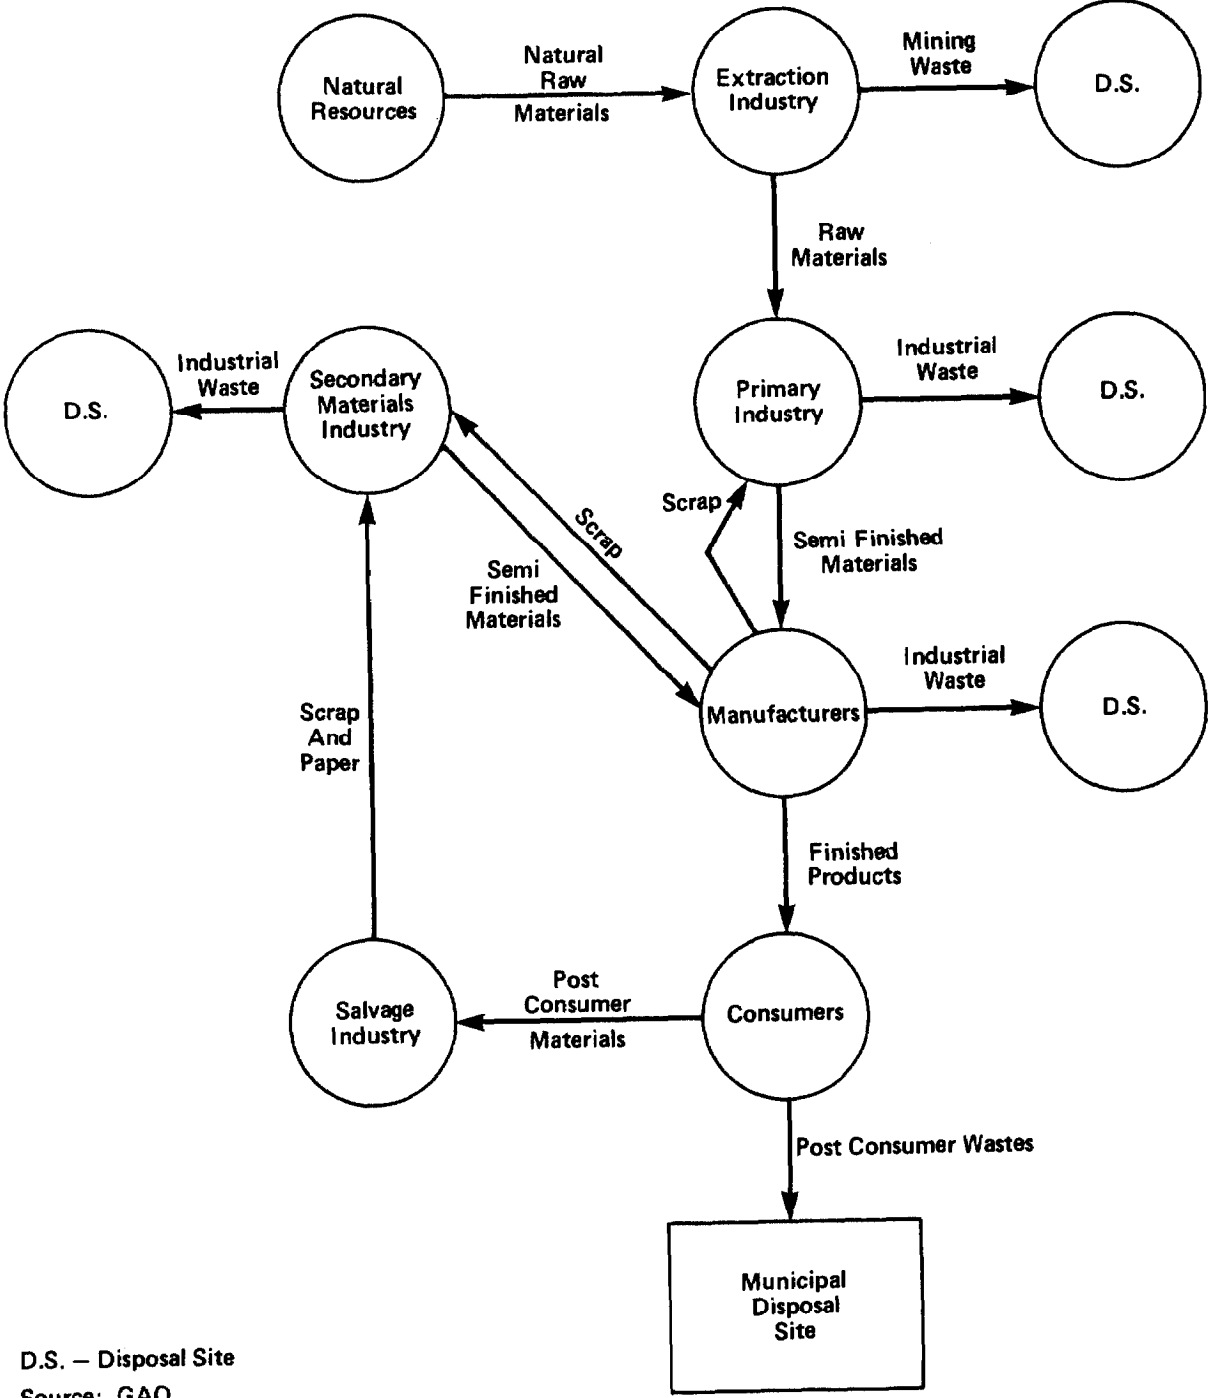 Natural
Resources
Natural
Raw
Materials
Extraction
Industry
Mining
Waste
D.S.
Raw
Materials
D.S.
Industrial
Waste
Secondary
Materials
Industry
Primary
Industry
Industrial
Waste
D.S.
Scrap
Scrap
Semi Finished
Materials
Semi
Finished
Materials
Manufacturers
Industrial
Waste
D.S.
Scrap
And
Paper
Finished
Products
Salvage
Industry
Post
Consumer
Materials
Consumers
Post Consumer Wastes
Municipal
Disposal
Site
D.S. — Disposal Site
Source: GAO